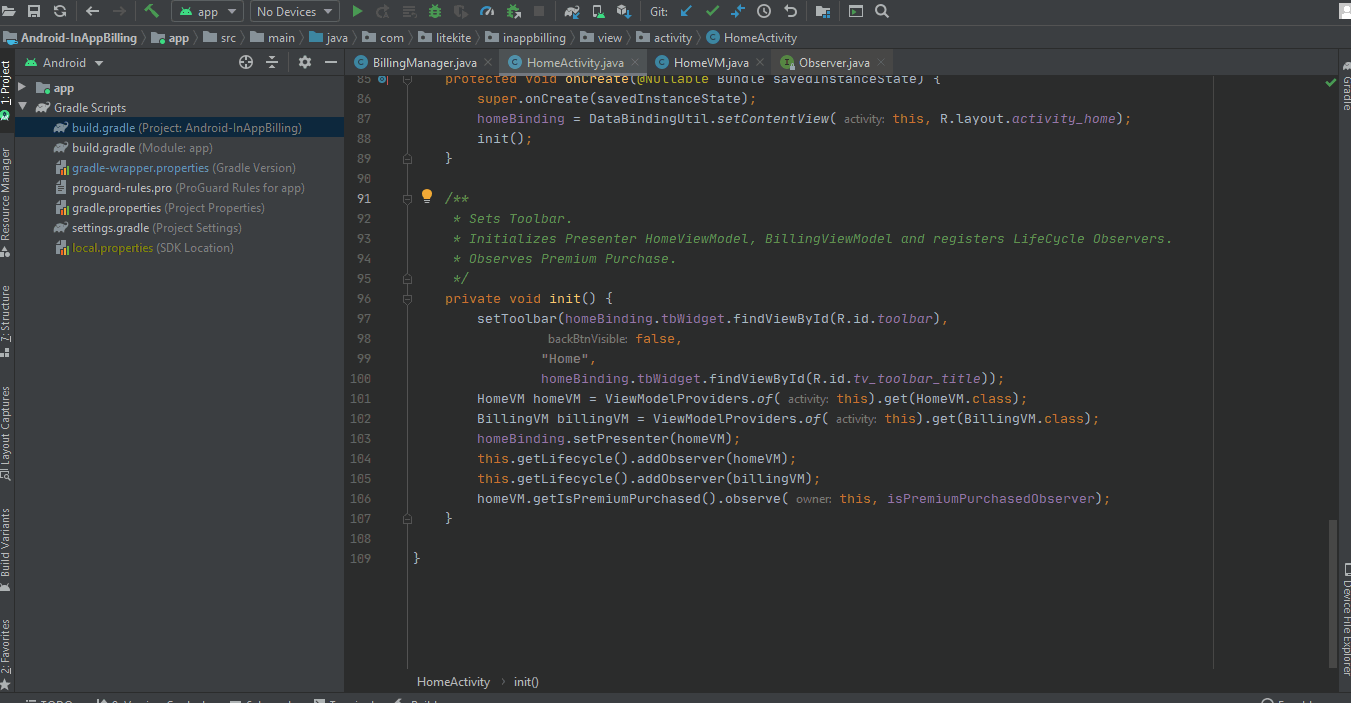 app No Devices Git:
Android-InAppBilling app src main java com litekite inappbilling view activity HomeActivity
Android
BillingManager.java HomeActivity.java HomeVM.java Observer.java
1: Project
Resource Manager
7: Structure
Layout Captures
Build Variants
2: Favorites
app
Gradle Scripts
build.gradle (Project: Android-InAppBilling)
build.gradle (Module: app)
gradle-wrapper.properties (Gradle Version)
proguard-rules.pro (ProGuard Rules for app)
gradle.properties (Project Properties)
settings.gradle (Project Settings)
local.properties (SDK Location)
85 protected void onCreate(@Nullable Bundle savedInstanceState) {
86 super.onCreate(savedInstanceState);
87 homeBinding = DataBindingUtil.setContentView( activity: this, R.layout.activity_home);
88 init();
89 }
90
91 /**
92 * Sets Toolbar.
93 * Initializes Presenter HomeViewModel, BillingViewModel and registers LifeCycle Observers.
94 * Observes Premium Purchase.
95 */
96 private void init() {
97 setToolbar(homeBinding.tbWidget.findViewById(R.id.toolbar),
98 backBtnVisible: false,
99 "Home",
100 homeBinding.tbWidget.findViewById(R.id.tv_toolbar_title));
101 HomeVM homeVM = ViewModelProviders.of( activity: this).get(HomeVM.class);
102 BillingVM billingVM = ViewModelProviders.of( activity: this).get(BillingVM.class);
103 homeBinding.setPresenter(homeVM);
104 this.getLifecycle().addObserver(homeVM);
105 this.getLifecycle().addObserver(billingVM);
106 homeVM.getIsPremiumPurchased().observe( owner: this, isPremiumPurchasedObserver);
107 }
108
109 }
HomeActivity init()
Gradle
Device File Explorer